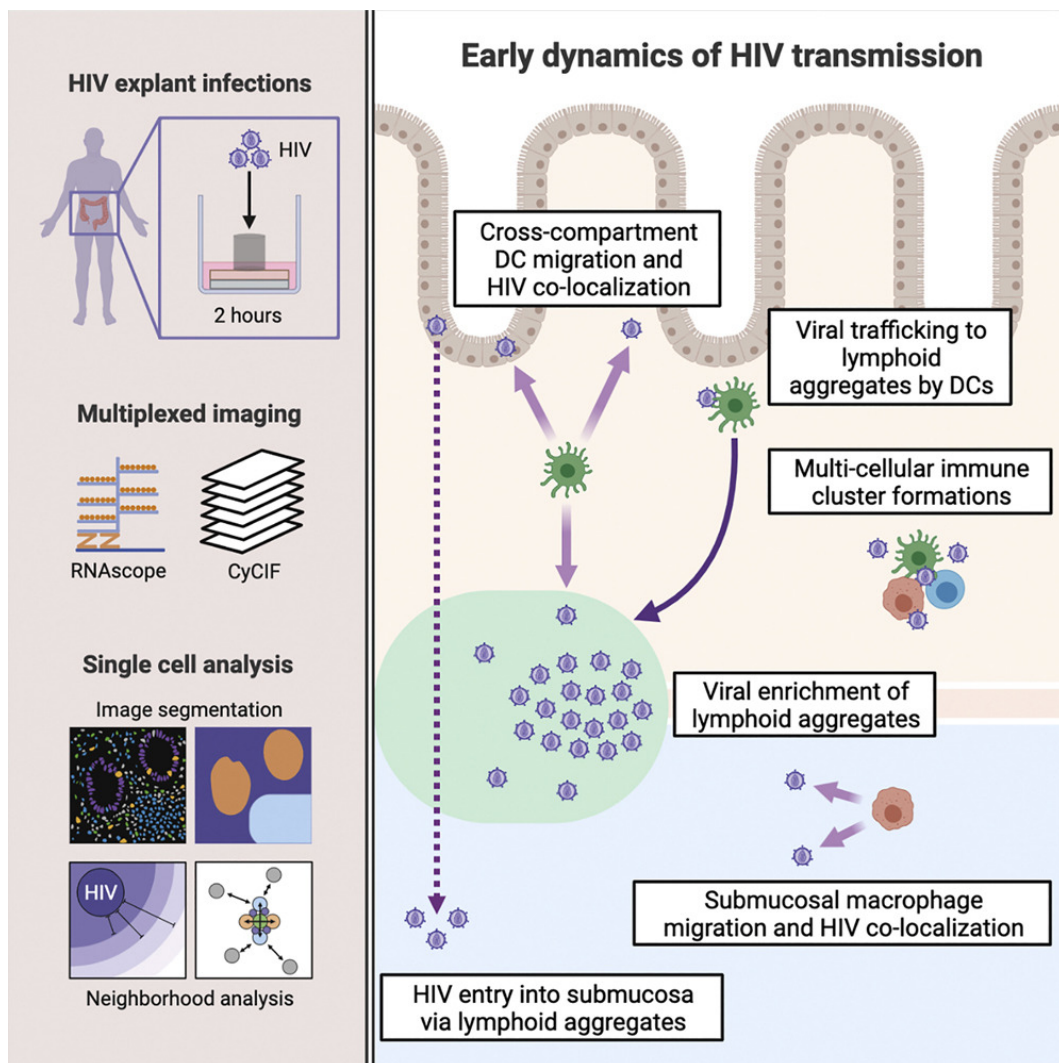 HIV explant infections
HIV
2 hours
Multiplexed imaging
RNAscope
CyCIF
Single cell analysis
Image segmentation
HIV
Neighborhood analysis
Early dynamics of HIV transmission
Cross-compartment
DC migration and
HIV co-localization
Viral trafficking to
lymphoid
aggregates by DCs
Multi-cellular immune
cluster formations
Viral enrichment of
lymphoid aggregates
Submucosal macrophage
migration and HIV co-localization
HIV entry into submucosa
via lymphoid aggregates